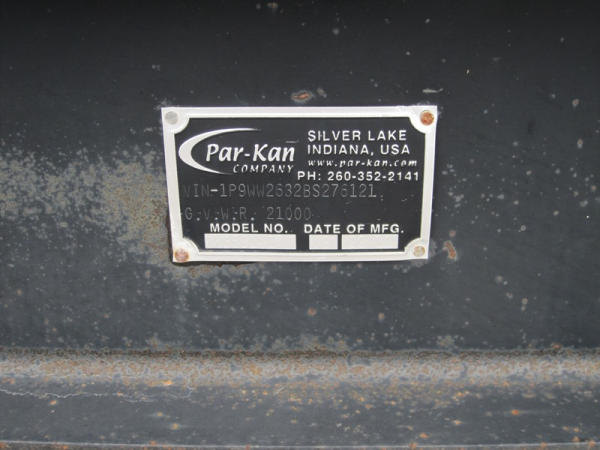 Par-Kan
COMPANY
SILVER LAKE
INDIANA, USA
www.par-kan.com
PH: 260-352-2141
VIN-1P9WW2632BS276121
G.V.W.R. 21000
MODEL NO. DATE OF MFG.